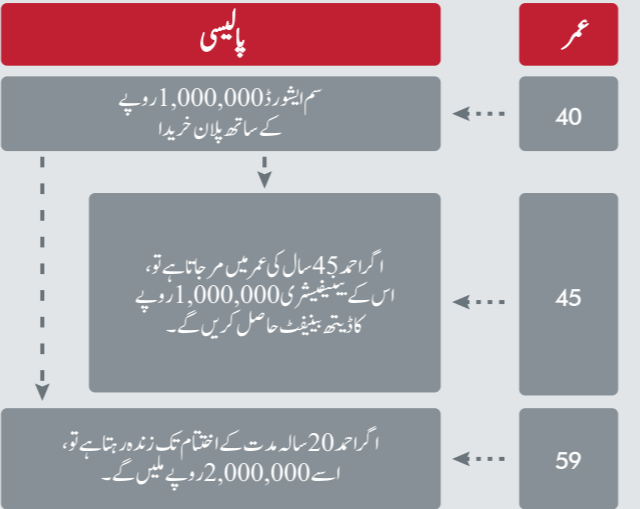 عمر
پالیسی
40
سم ایشورڈ 1,000,000 روپے
کے ساتھ پلان خریدا
45
اگر احمد 45 سال کی عمر میں مر جاتا ہے تو،
اس کے بینیفیشری 1,000,000 روپے
کا ڈیتھ بینیفٹ حاصل کریں گے۔
59
اگر احمد 20 سالہ مدت کے اختتام تک زندہ رہتا ہے تو،
اسے 2,000,000 روپے ملیں گے۔